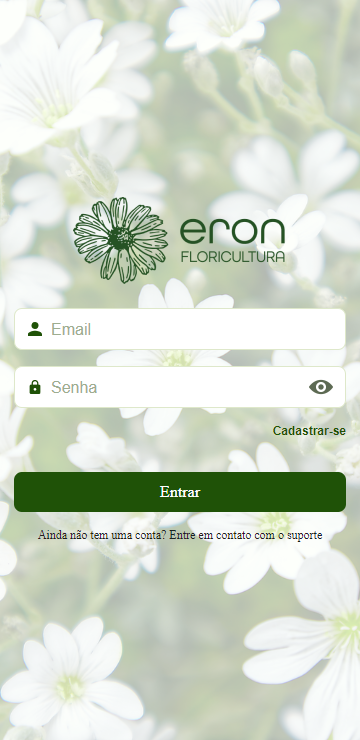 eron
FLORICULTURA
Email
Senha
Cadastrar-se
Entrar
Ainda não tem uma conta? Entre em contato com o suporte